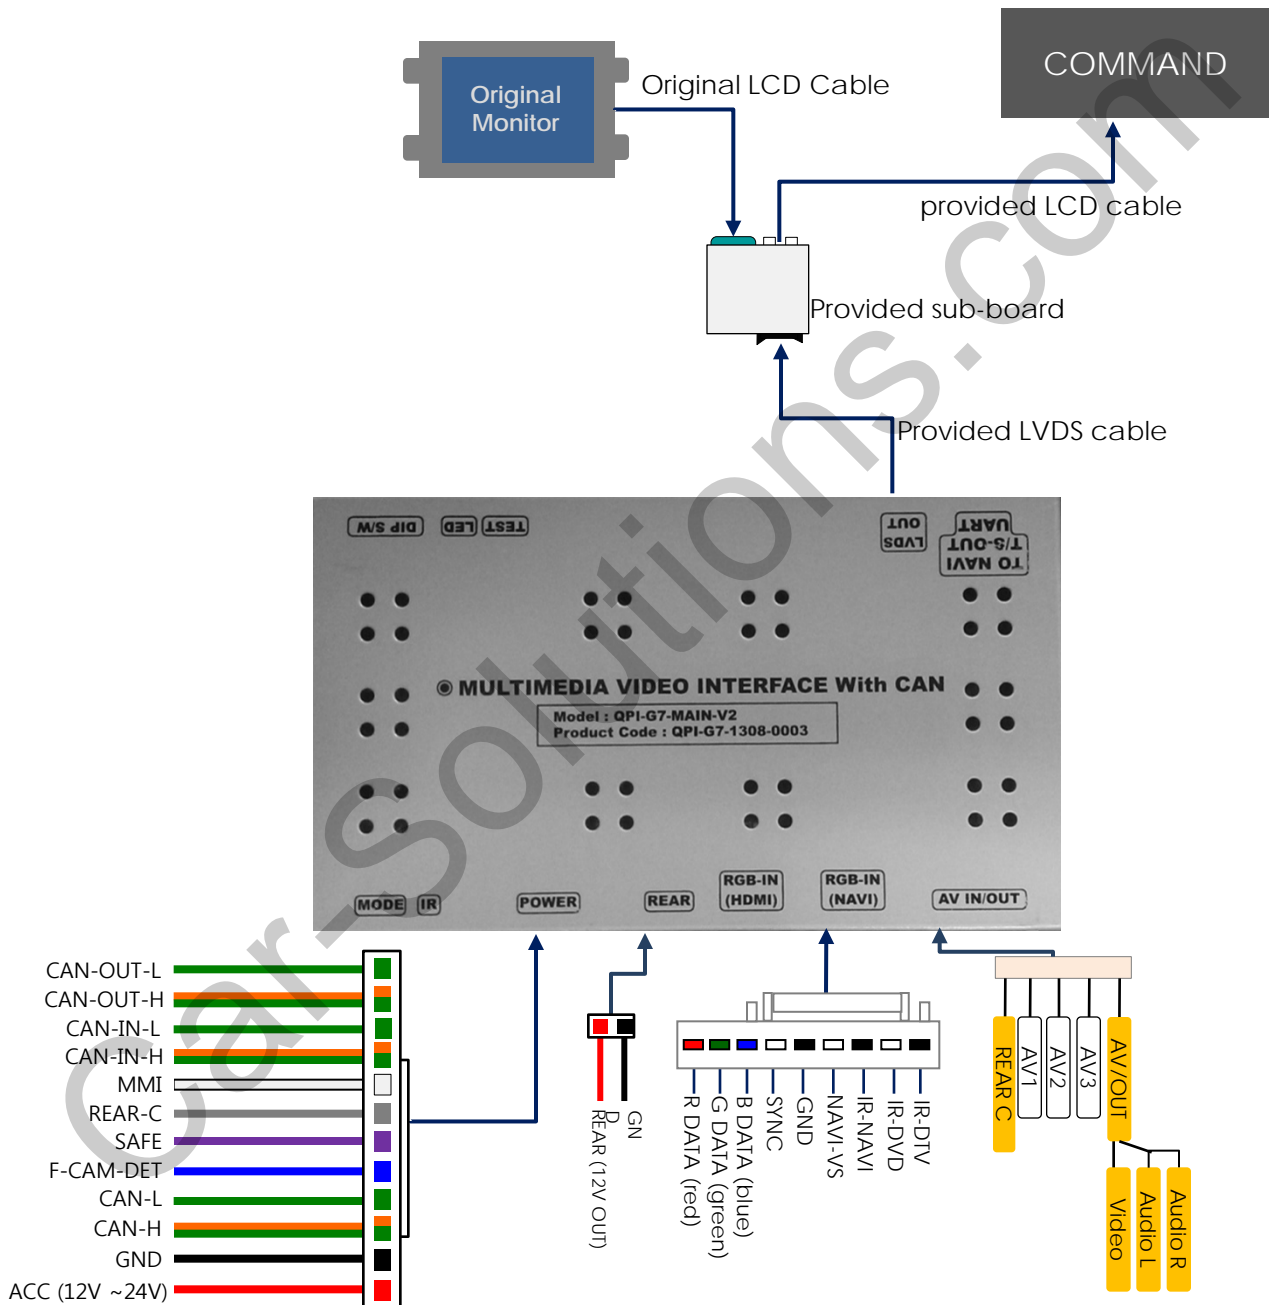 COMMAND
Original LCD Cable
Original
Monitor
provided LCD cable
Provided sub-board
Provided LVDS cable
DIP S/W
LED
TEST
LVDS
OUT
TO NAVI
T/S-OUT
UART
MULTIMEDIA VIDEO INTERFACE With CAN
Model : QPI-G7-MAIN-V2
Product Code : QPI-G7-1308-0003
MODE
IR
POWER
REAR
RGB-IN
(HDMI)
RGB-IN
(NAVI)
AV IN/OUT
CAN-OUT-L
CAN-OUT-H
CAN-IN-L
CAN-IN-H
MMI
REAR-C
SAFE
F-CAM-DET
CAN-L
CAN-H
GND
ACC (12V ~24V)
REAR (12V OUT)
GN
D
R DATA (red)
G DATA (green)
B DATA (blue)
SYNC
GND
NAVI-VS
IR-NAVI
IR-DVD
IR-DTV
REAR C
AV1
AV2
AV3
AV/OUT
Video
Audio L
Audio R
Car-Solutions.com